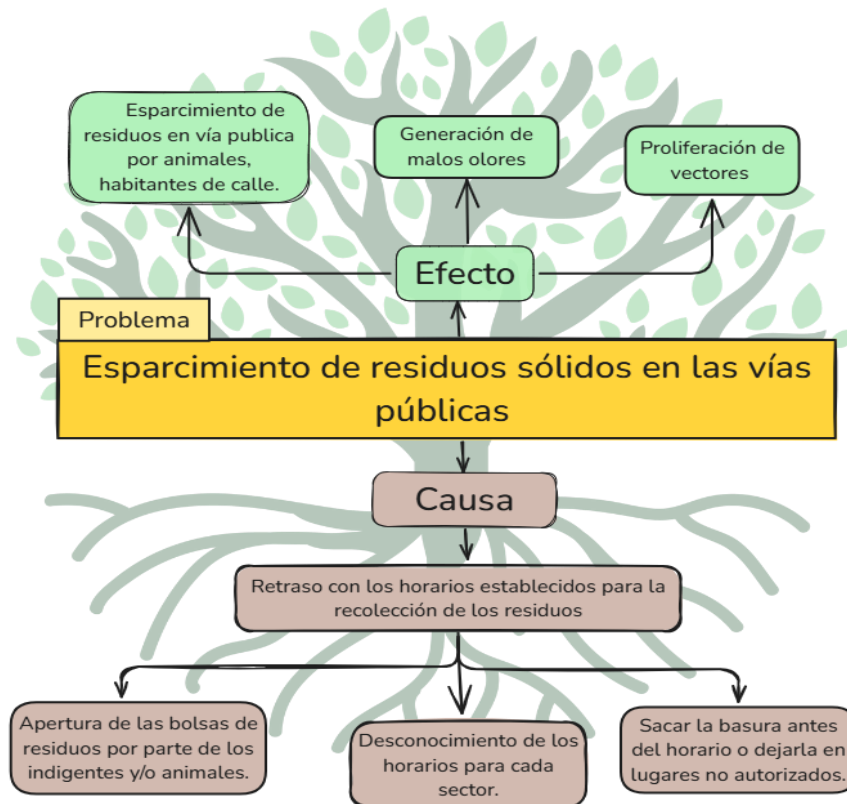 Esparcimiento de
residuos en vía publica
por animales,
habitantes de calle.
Generación de
malos olores
Proliferación de
vectores
Efecto
Problema
Esparcimiento de residuos sólidos en las vías
públicas
Causa
Retraso con los horarios establecidos para la
recolección de los residuos
Apertura de las bolsas de
residuos por parte de los
indigentes y/o animales.
Desconocimiento de los
horarios para cada
sector.
Sacar la basura antes
del horario o dejarla en
lugares no autorizados.